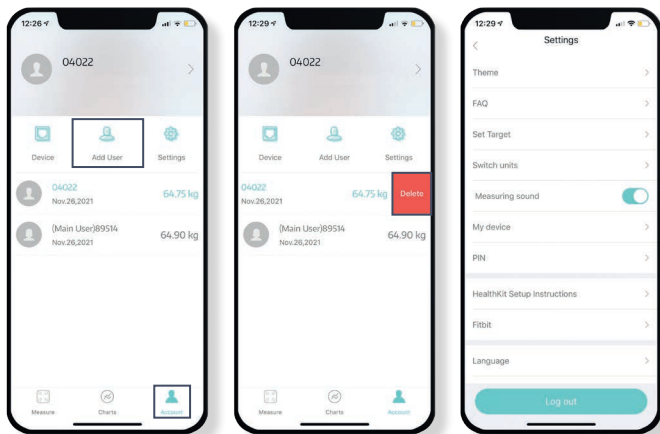 12:26
04022
Device
Add User
Settings
04022
64.75 kg
Nov.26,2021
(Main User)89514
64.90 kg
Nov.26,2021
Measure
Charts
Account
12:29
04022
Device
Add User
Settings
04022
64.75 kg
Delete
Nov.26,2021
(Main User)89514
64.90 kg
Nov.26,2021
Measure
Charts
Account
12:29
Settings
Theme
FAQ
Set Target
Switch units
Measuring sound
My device
PIN
HealthKit Setup Instructions
Fitbit
Language
Log out